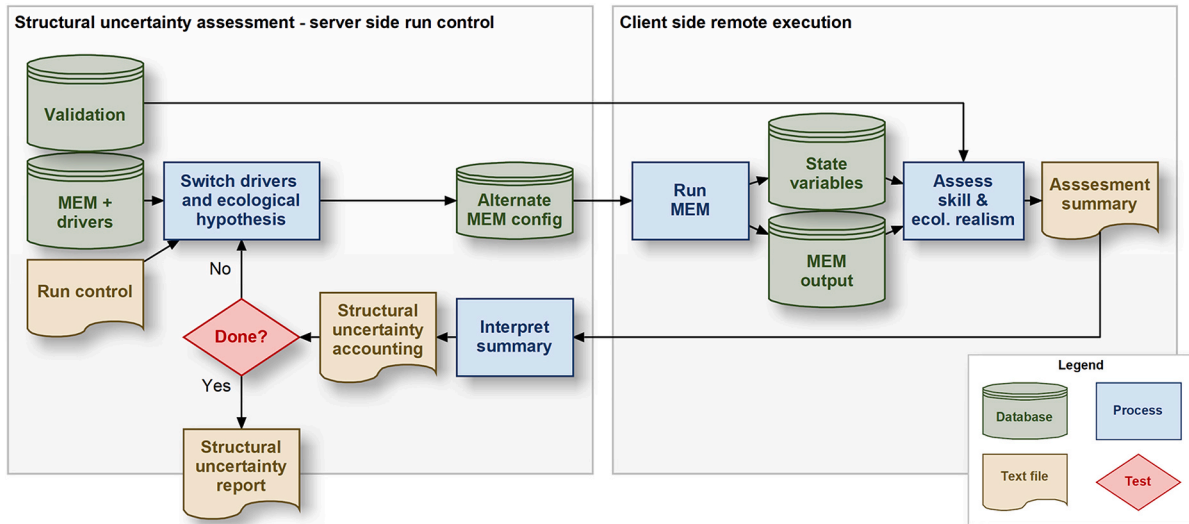 Structural uncertainty assessment - server side run control
Validation
MEM +
drivers
Run control
Switch drivers
and ecological
hypothesis
Alternate
MEM config
No
Done?
Yes
Structural
uncertainty
accounting
Interpret
summary
Structural
uncertainty
report
Client side remote execution
Run
MEM
State
variables
MEM
output
Assess
skill &
ecol. realism
Asssesment
summary
Legend
Database
Process
Text file
Test